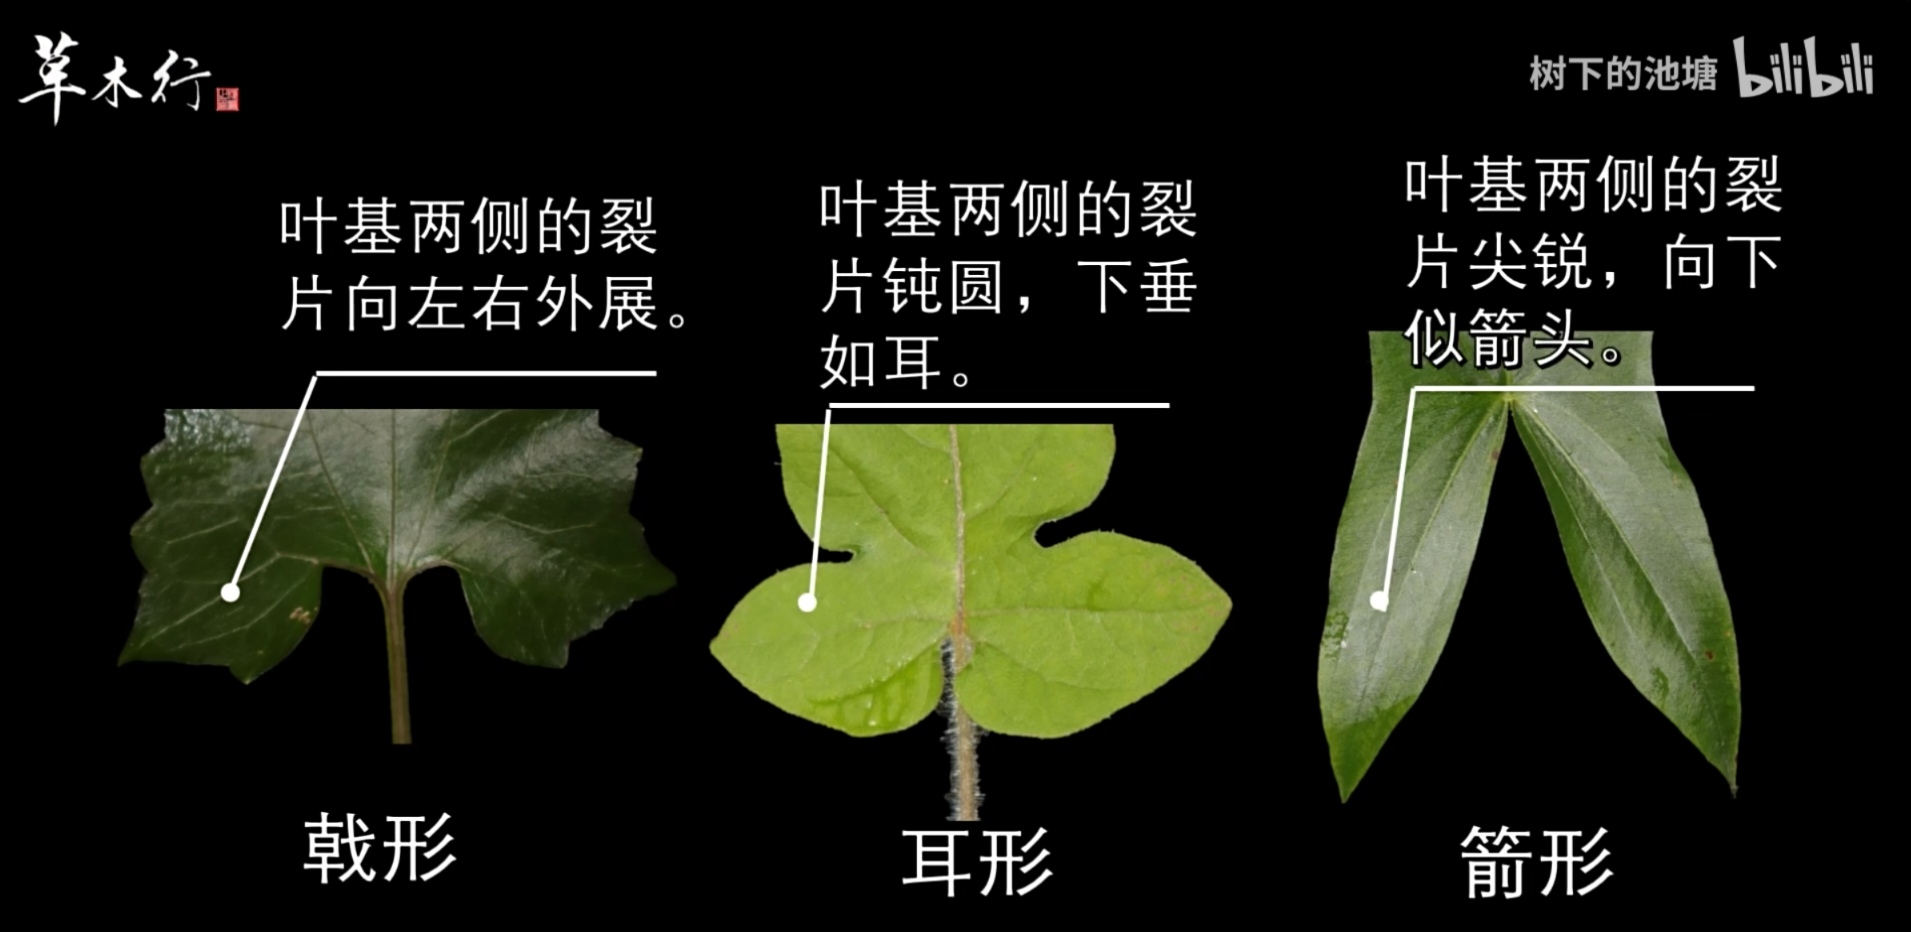 草木行
树下的池塘 bilibili
叶基两侧的裂
片向左右外展。
叶基两侧的裂
片钝圆，下垂
如耳。
叶基两侧的裂
片尖锐，向下
似箭头。
戟形
耳形
箭形